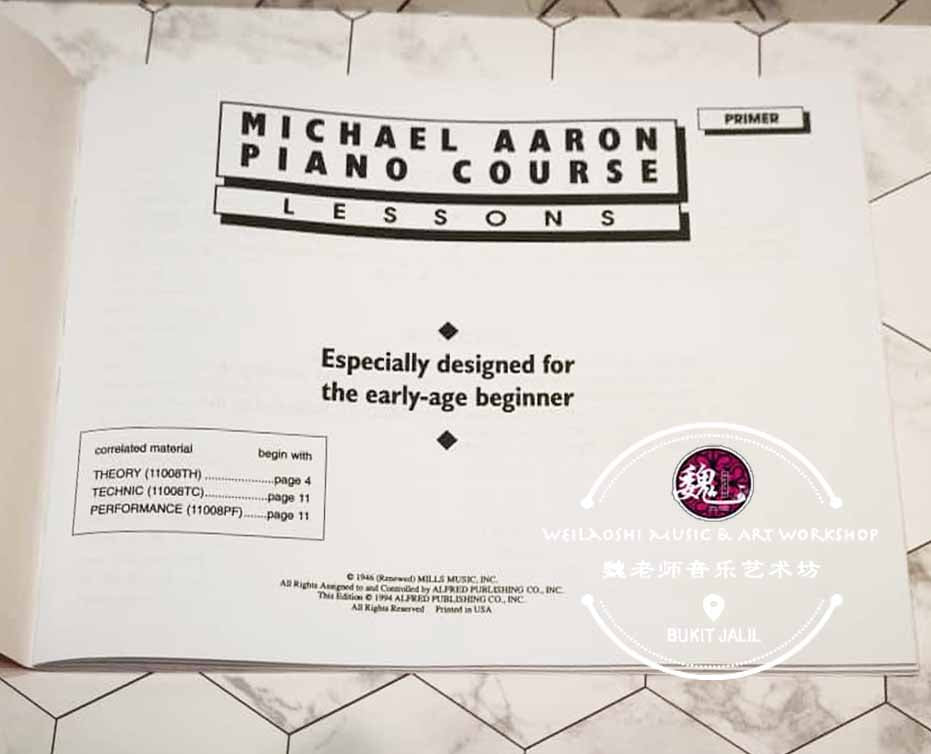 MICHAEL AARON
PIANO COURSE
LESSONS
PRIMER
Especially designed for
the early-age beginner
correlated material begin with
THEORY (11008TH).....................page 4
TECHNIC (11008TC)..................page 11
PERFORMANCE (11008PF).......page 11
© 1946 (Renewed) MILLS MUSIC, INC.
All Rights Assigned to and Controlled by ALFRED PUBLISHING CO., INC.
This Edition © 1994 ALFRED PUBLISHING CO., INC.
All Rights Reserved Printed in USA
魏
WEILAOSHI MUSIC & ART WORKSHOP
魏老师音乐艺术坊
BUKIT JALIL